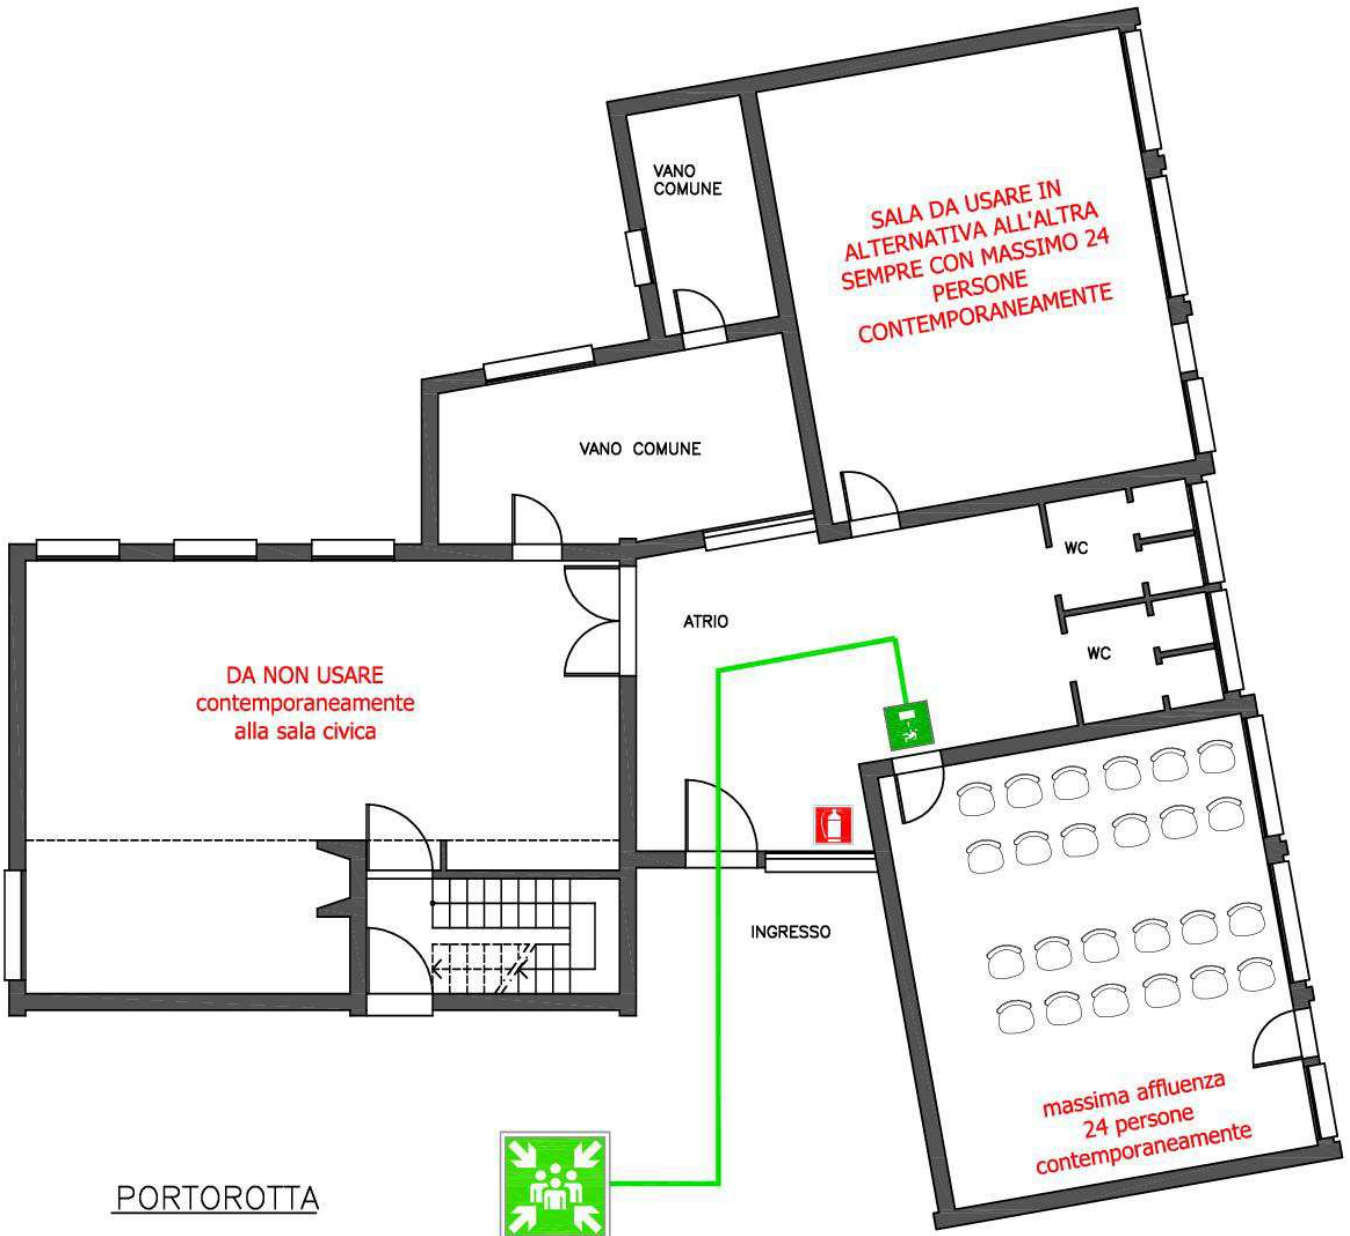 VANO
COMUNE
SALA DA USARE IN
ALTERNATIVA ALL'ALTRA
SEMPRE CON MASSIMO 24
PERSONE
CONTEMPORANEAMENTE
VANO COMUNE
WC
ATRIO
WC
DA NON USARE
contemporaneamente
alla sala civica
INGRESSO
massima affluenza
24 persone
contemporaneamente
PORTOROTTA